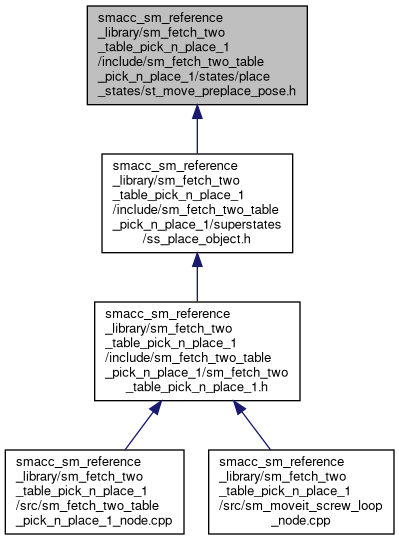 smacc_sm_reference
_library/sm_fetch_two
_table_pick_n_place_1
/include/sm_fetch_two_table
_pick_n_place_1/states/place
_states/st_move_preplace_pose.h
smacc_sm_reference
_library/sm_fetch_two
_table_pick_n_place_1
/include/sm_fetch_two_table
_pick_n_place_1/superstates
/ss_place_object.h
smacc_sm_reference
_library/sm_fetch_two
_table_pick_n_place_1
/include/sm_fetch_two_table
_pick_n_place_1/sm_fetch_two
_table_pick_n_place_1.h
smacc_sm_reference
_library/sm_fetch_two
_table_pick_n_place_1
/src/sm_fetch_two_table
_pick_n_place_1_node.cpp
smacc_sm_reference
_library/sm_fetch_two
_table_pick_n_place_1
/src/sm_moveit_screw_loop
_node.cpp